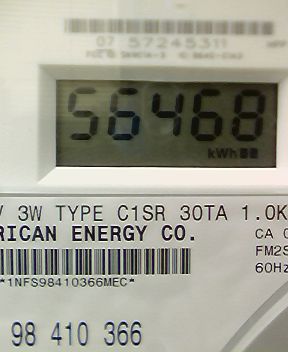 07 57245311
56468
kWh
V 3W TYPE C1SR 30TA 1.0K
RICAN ENERGY CO.
CA 
FM2S
60Hz
*1NFS98410366MEC*
98 410 366